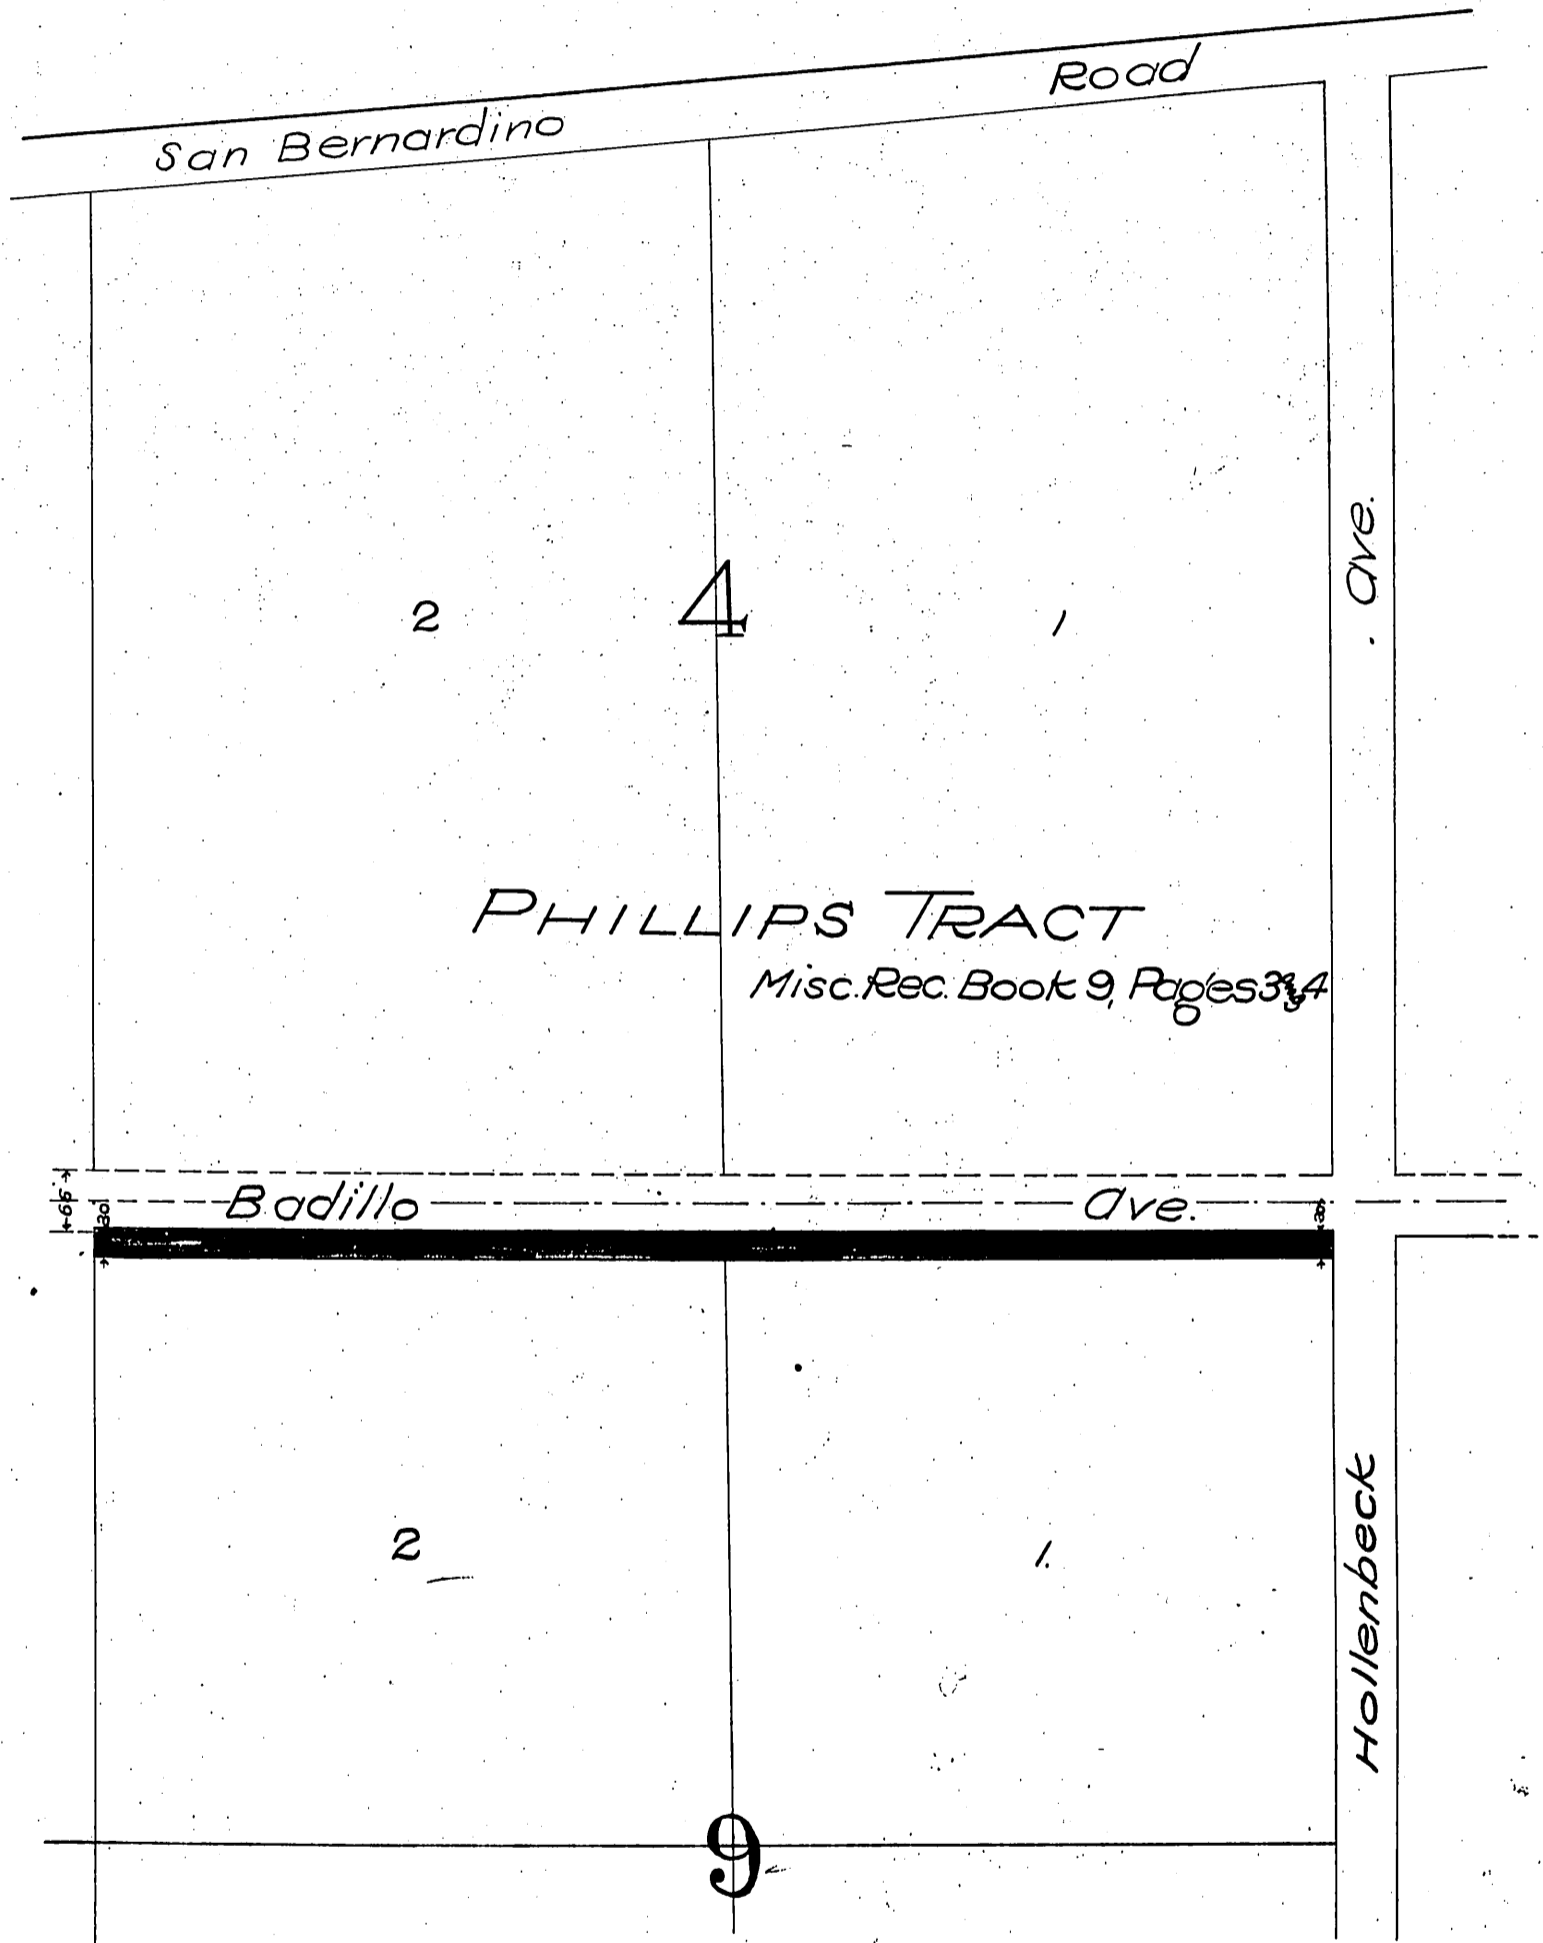 San Bernardino Road
Ave.
2 4 1
PHILLIPS TRACT
Misc. Rec. Book 9, Pages 3 & 4
66
Badillo Ave.
30
30
2 1.
Hollenbeck
9